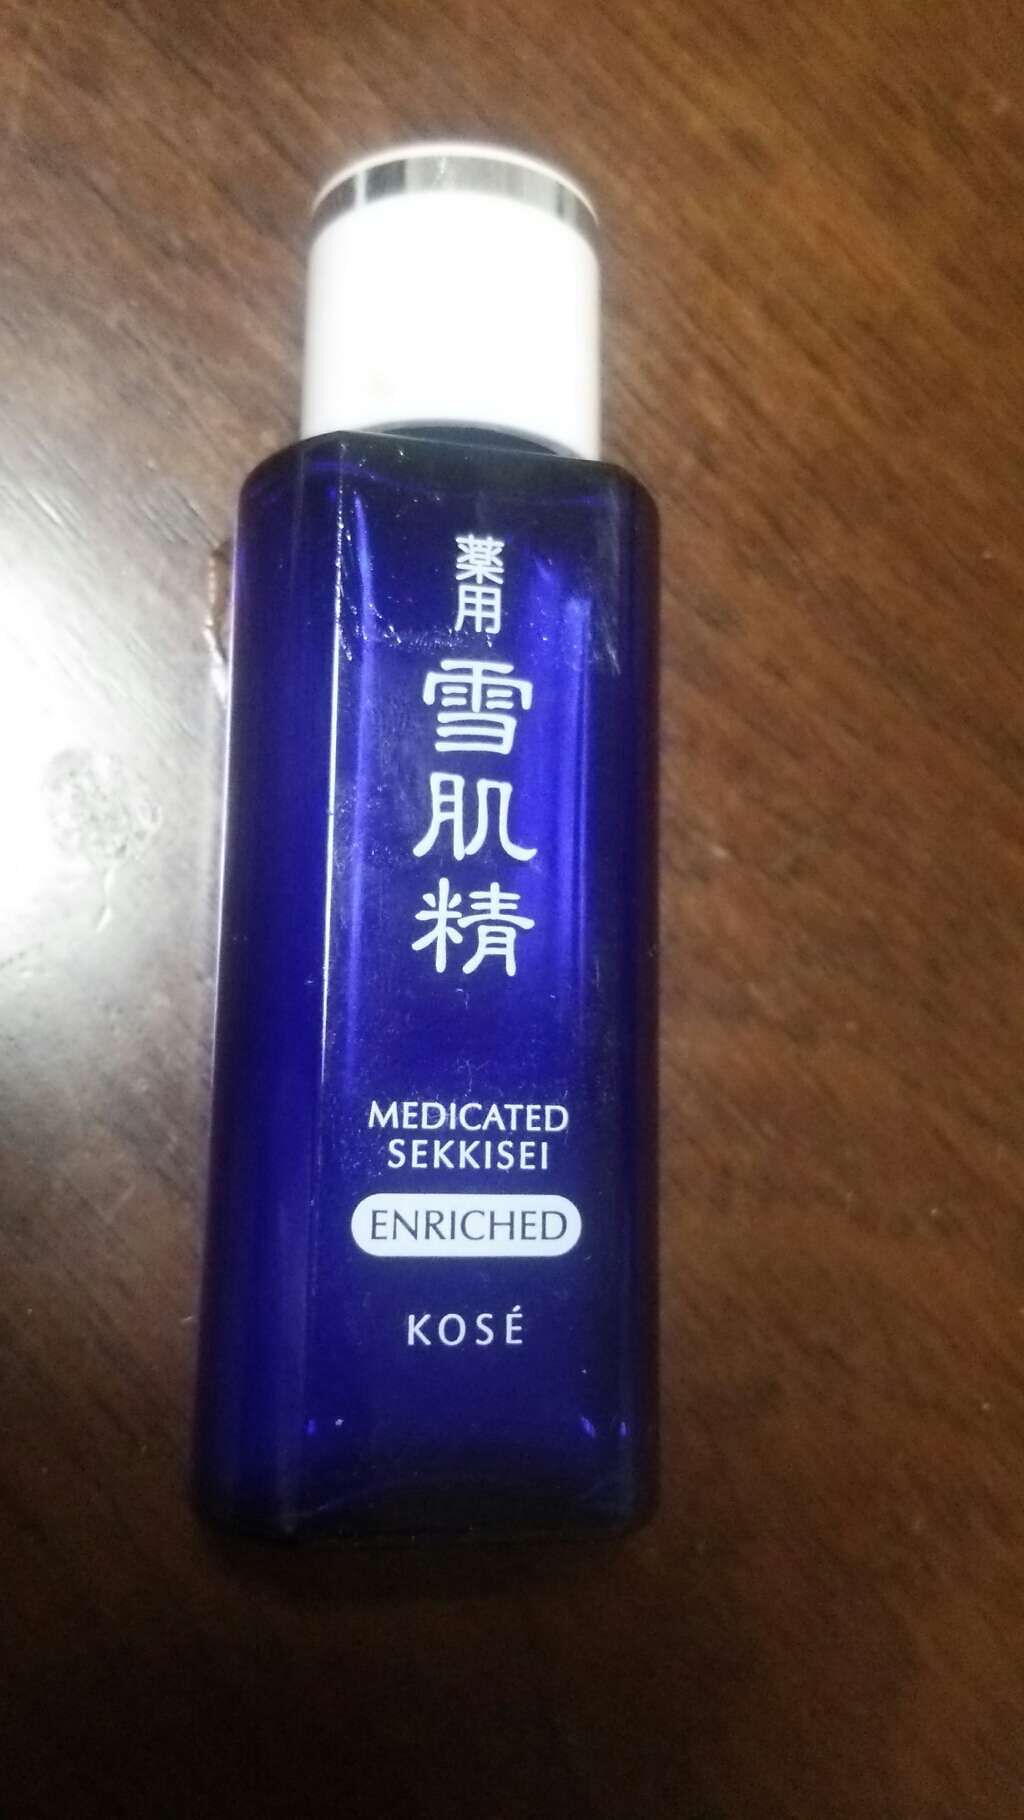 薬用
雪肌精
MEDICATED
SEKKISEI
ENRICHED
KOSÉ